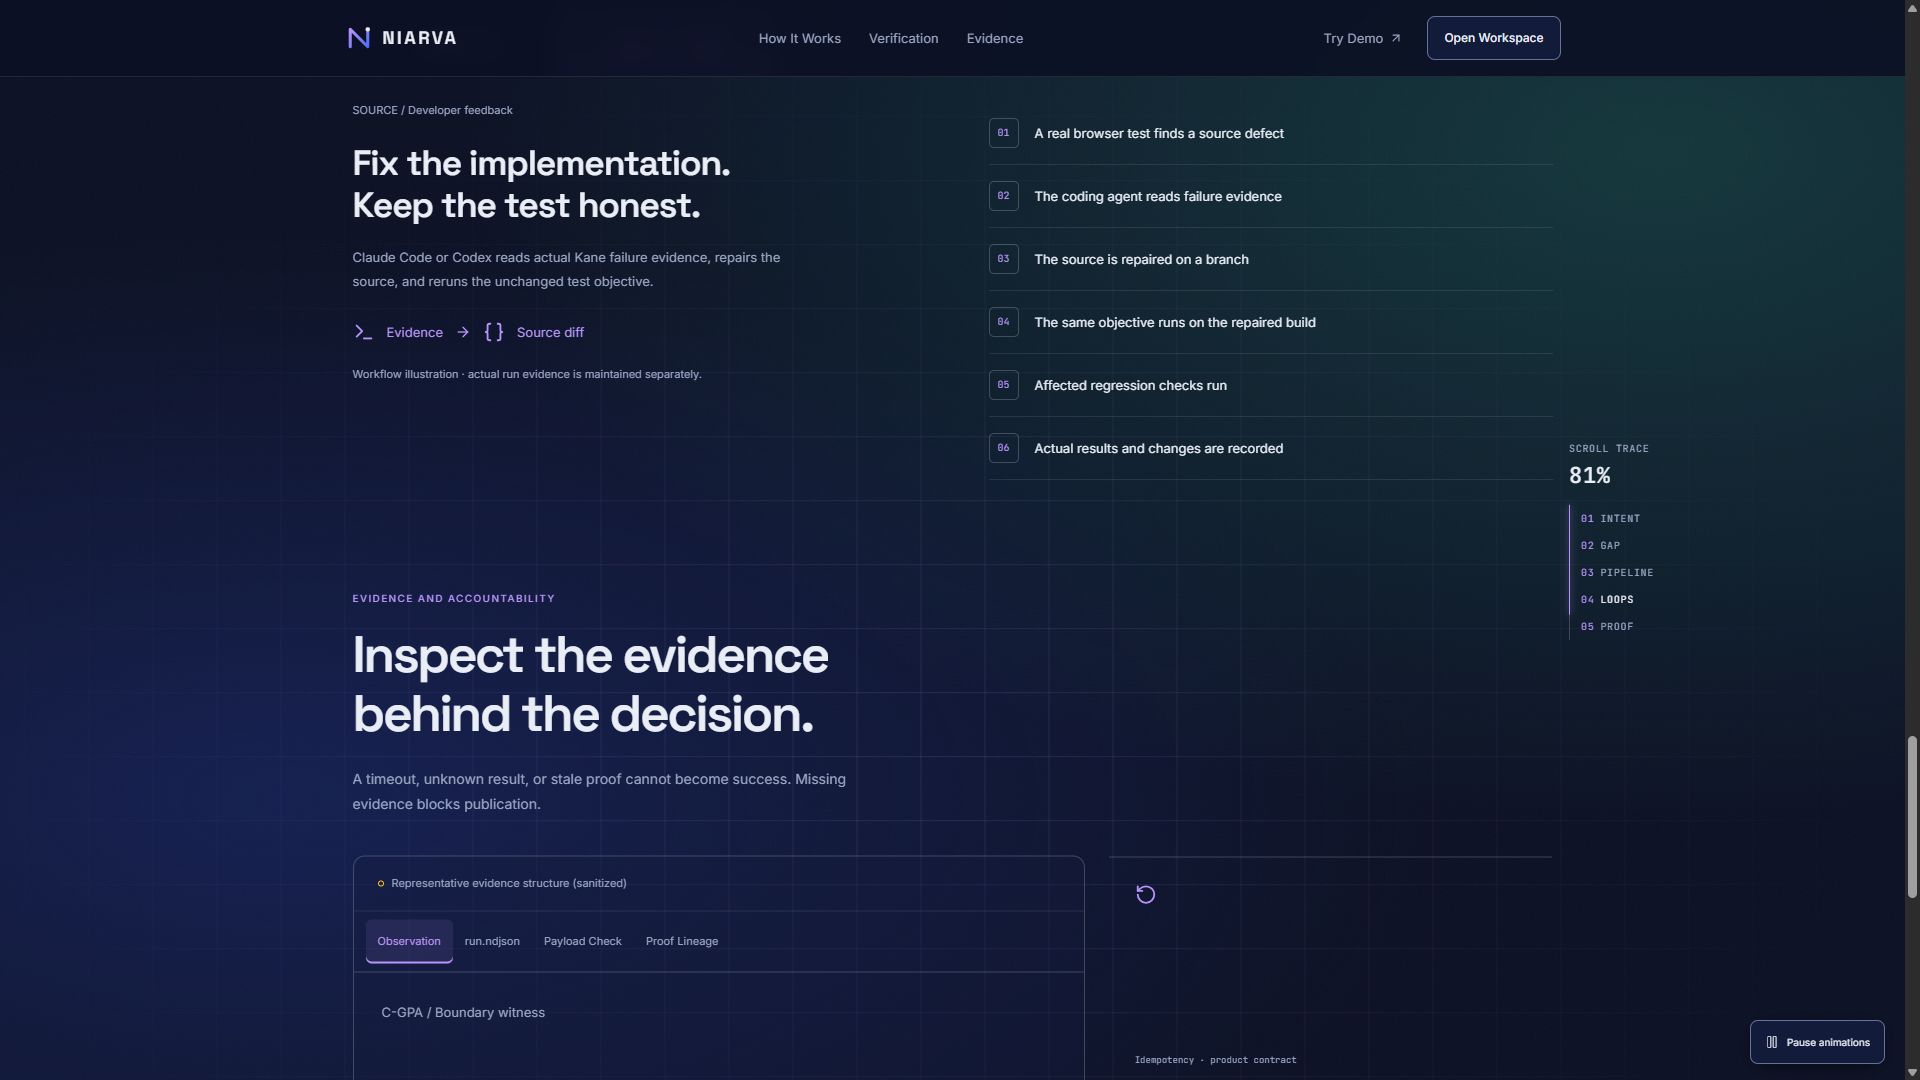 NIARVA
How It Works
Verification
Evidence
Try Demo
Open Workspace
SOURCE / Developer feedback
Fix the implementation.
Keep the test honest.
Claude Code or Codex reads actual Kane failure evidence, repairs the
source, and reruns the unchanged test objective.
Evidence → Source diff
Workflow illustration · actual run evidence is maintained separately.
01 A real browser test finds a source defect
02 The coding agent reads failure evidence
03 The source is repaired on a branch
04 The same objective runs on the repaired build
05 Affected regression checks run
06 Actual results and changes are recorded
SCROLL TRACE
81%
01 INTENT
02 GAP
03 PIPELINE
04 LOOPS
05 PROOF
EVIDENCE AND ACCOUNTABILITY
Inspect the evidence
behind the decision.
A timeout, unknown result, or stale proof cannot become success. Missing
evidence blocks publication.
Representative evidence structure (sanitized)
Observation
run.ndjson
Payload Check
Proof Lineage
C-GPA / Boundary witness
Idempotency · product contract
Pause animations